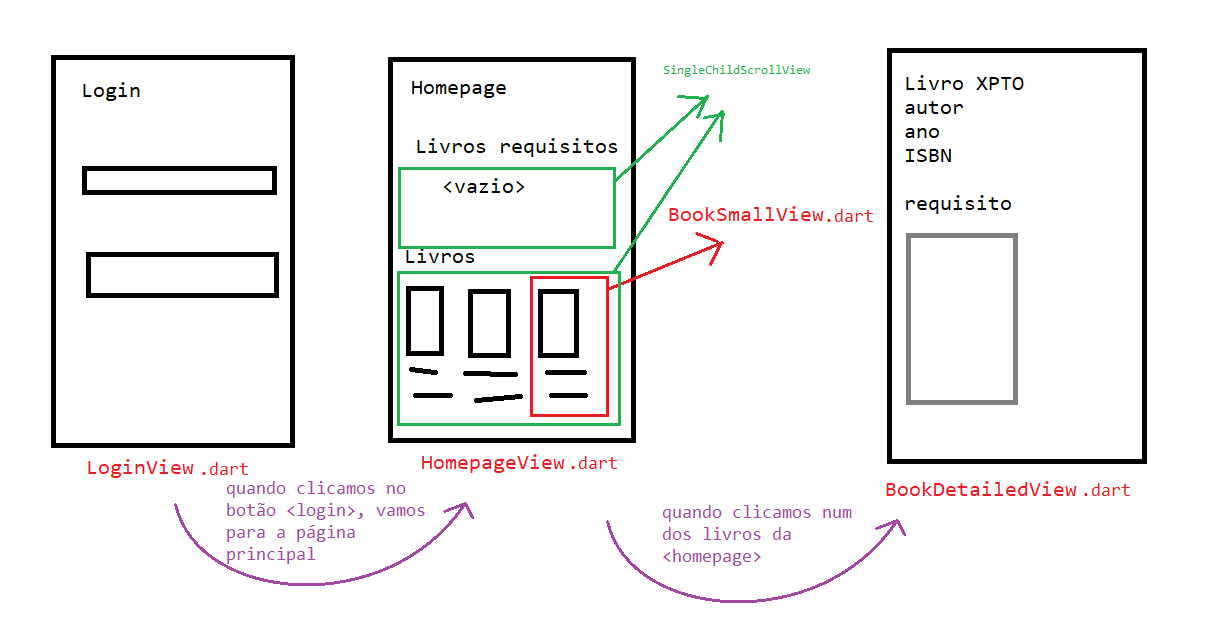 Login
LoginView.dart
quando clicamos no
botão <login>, vamos
para a página
principal
Homepage
Livros requisitos
<vazio>
Livros
HomepageView.dart
SingleChildScrollView
BookSmallView.dart
quando clicamos num
dos livros da
<homepage>
Livro XPTO
autor
ano
ISBN
requisito
BookDetailedView.dart